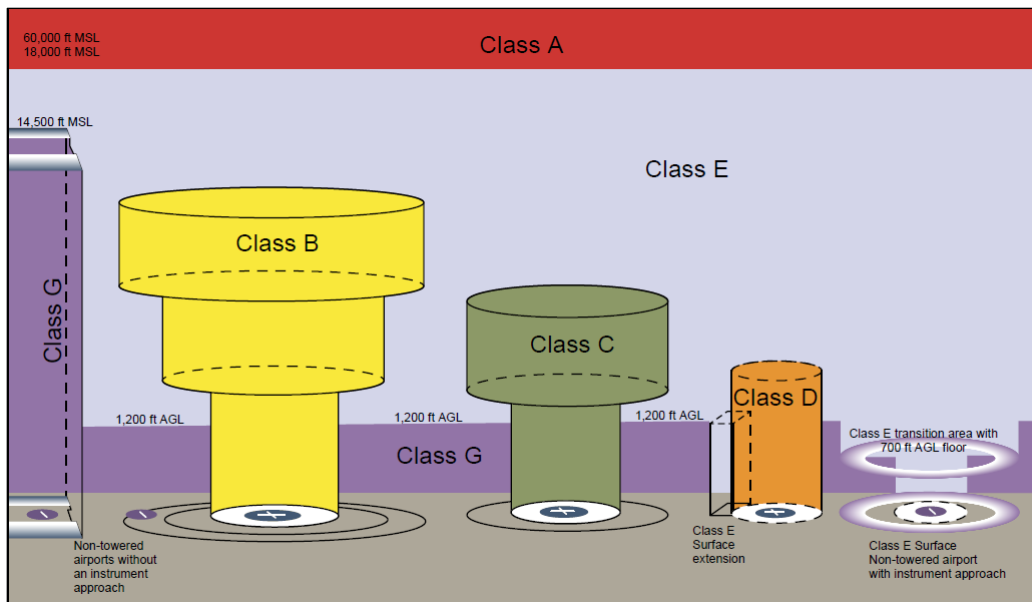 60,000 ft MSL
18,000 ft MSL
Class A
14,500 ft MSL
Class E
Class B
Class G
Class C
Class D
1,200 ft AGL
1,200 ft AGL
1,200 ft AGL
Class G
Class E transition area with
700 ft AGL floor
Non-towered
airports without
an instrument
approach
Class E
Surface
extension
Class E Surface
Non-towered airport
with instrument approach